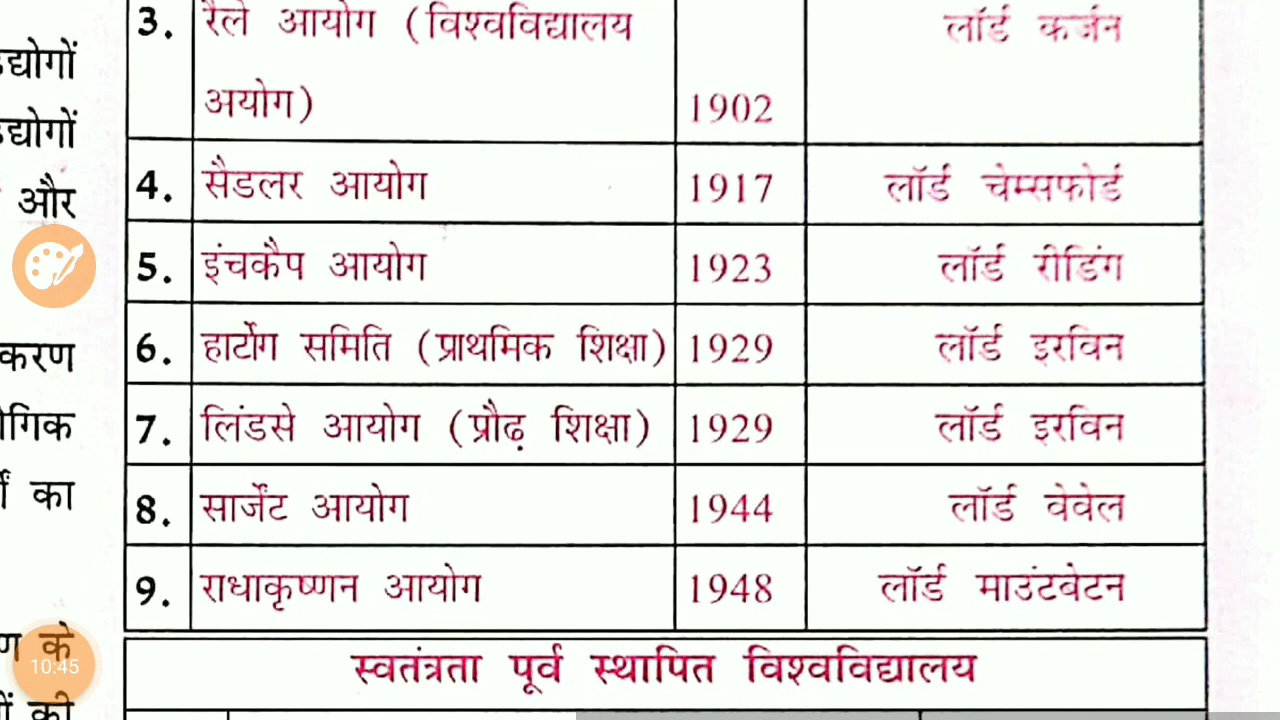 द्योगों
द्योगों
और
करण
गिक
का
के
10:45
की
3. रैले आयोग (विश्वविद्यालय
अयोग) 1902 लॉर्ड कर्जन
4. सैडलर आयोग 1917 लॉर्ड चेम्सफोर्ड
5. इंचकैप आयोग 1923 लॉर्ड रीडिंग
6. हार्टोग समिति (प्राथमिक शिक्षा) 1929 लॉर्ड इरविन
7. लिंडसे आयोग (प्रौढ़ शिक्षा) 1929 लॉर्ड इरविन
8. सार्जेंट आयोग 1944 लॉर्ड वेवेल
9. राधाकृष्णन आयोग 1948 लॉर्ड माउंटबेटन
स्वतंत्रता पूर्व स्थापित विश्वविद्यालय